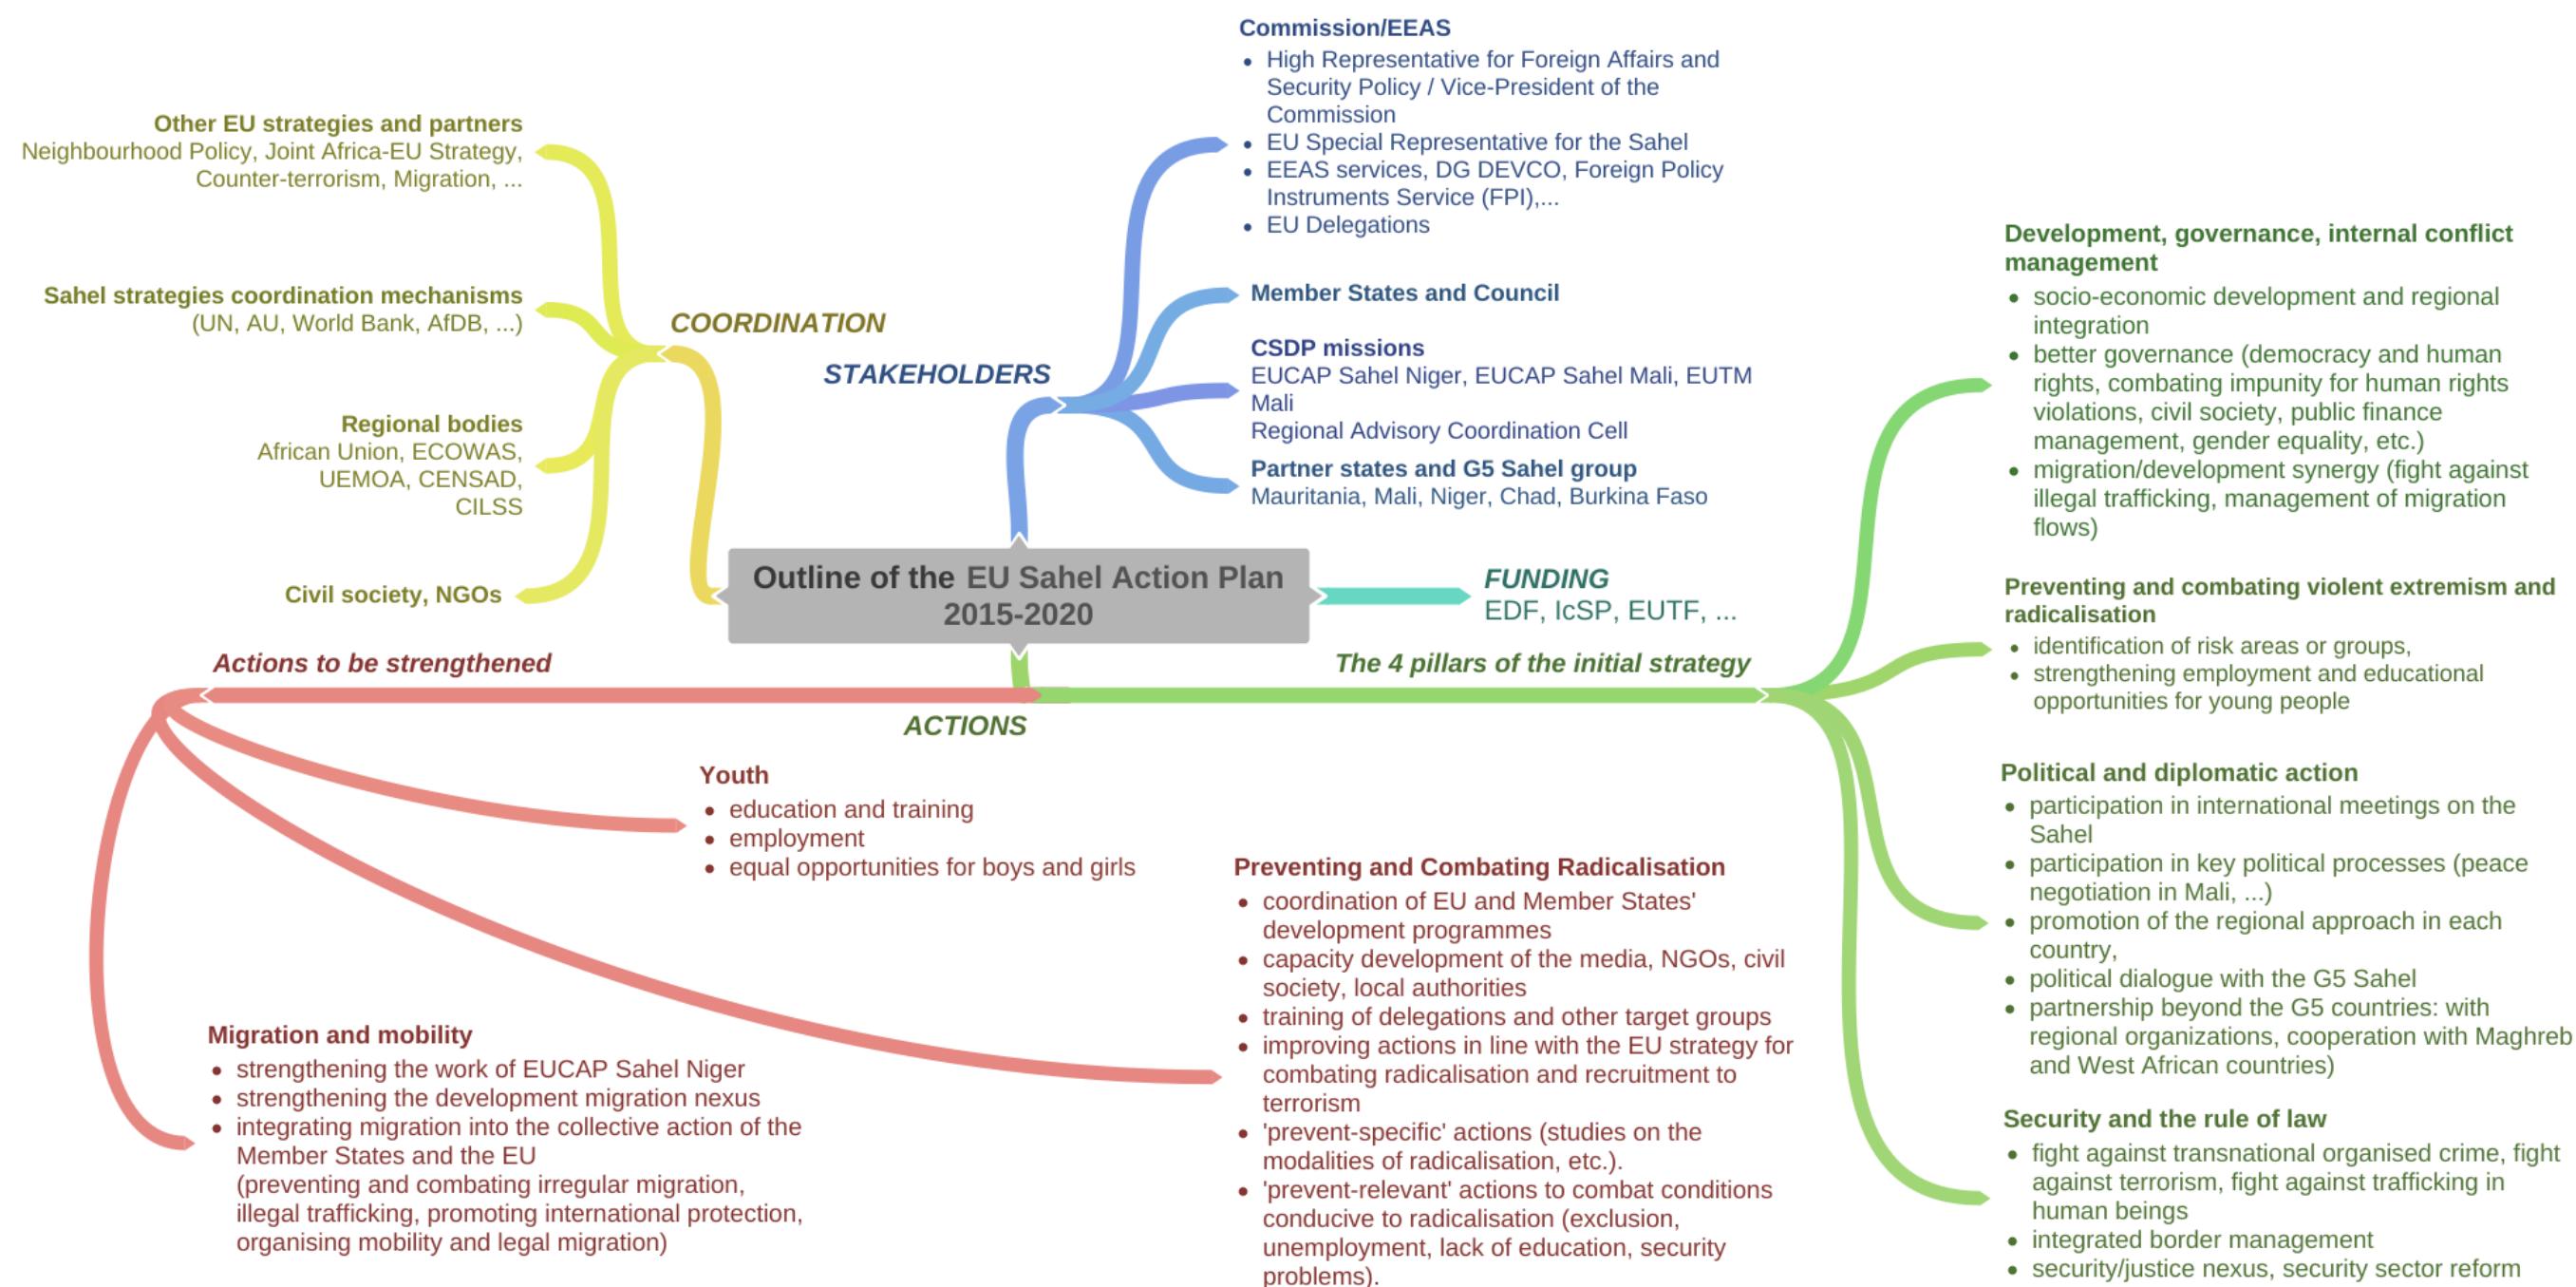 Commission/EEAS
• High Representative for Foreign Affairs and
Security Policy / Vice-President of the
Commission
• EU Special Representative for the Sahel
• EEAS services, DG DEVCO, Foreign Policy
Instruments Service (FPI),...
• EU Delegations
Other EU strategies and partners
Neighbourhood Policy, Joint Africa-EU Strategy,
Counter-terrorism, Migration, ...
Sahel strategies coordination mechanisms
(UN, AU, World Bank, AfDB, ...)
Regional bodies
African Union, ECOWAS,
UEMOA, CENSAD,
CILSS
Civil society, NGOs
COORDINATION
STAKEHOLDERS
Member States and Council
CSDP missions
EUCAP Sahel Niger, EUCAP Sahel Mali, EUTM
Mali
Regional Advisory Coordination Cell
Partner states and G5 Sahel group
Mauritania, Mali, Niger, Chad, Burkina Faso
Outline of the EU Sahel Action Plan
2015-2020
FUNDING
EDF, IcSP, EUTF, ...
Actions to be strengthened
The 4 pillars of the initial strategy
ACTIONS
Development, governance, internal conflict
management
• socio-economic development and regional
integration
• better governance (democracy and human
rights, combating impunity for human rights
violations, civil society, public finance
management, gender equality, etc.)
• migration/development synergy (fight against
illegal trafficking, management of migration
flows)
Preventing and combating violent extremism and
radicalisation
• identification of risk areas or groups,
• strengthening employment and educational
opportunities for young people
Political and diplomatic action
• participation in international meetings on the
Sahel
• participation in key political processes (peace
negotiation in Mali, ...)
• promotion of the regional approach in each
country,
• political dialogue with the G5 Sahel
• partnership beyond the G5 countries: with
regional organizations, cooperation with Maghreb
and West African countries)
Security and the rule of law
• fight against transnational organised crime, fight
against terrorism, fight against trafficking in
human beings
• integrated border management
• security/justice nexus, security sector reform
Youth
• education and training
• employment
• equal opportunities for boys and girls
Preventing and Combating Radicalisation
• coordination of EU and Member States'
development programmes
• capacity development of the media, NGOs, civil
society, local authorities
• training of delegations and other target groups
• improving actions in line with the EU strategy for
combating radicalisation and recruitment to
terrorism
• 'prevent-specific' actions (studies on the
modalities of radicalisation, etc.).
• 'prevent-relevant' actions to combat conditions
conducive to radicalisation (exclusion,
unemployment, lack of education, security
problems).
Migration and mobility
• strengthening the work of EUCAP Sahel Niger
• strengthening the development migration nexus
• integrating migration into the collective action of the
Member States and the EU
(preventing and combating irregular migration,
illegal trafficking, promoting international protection,
organising mobility and legal migration)